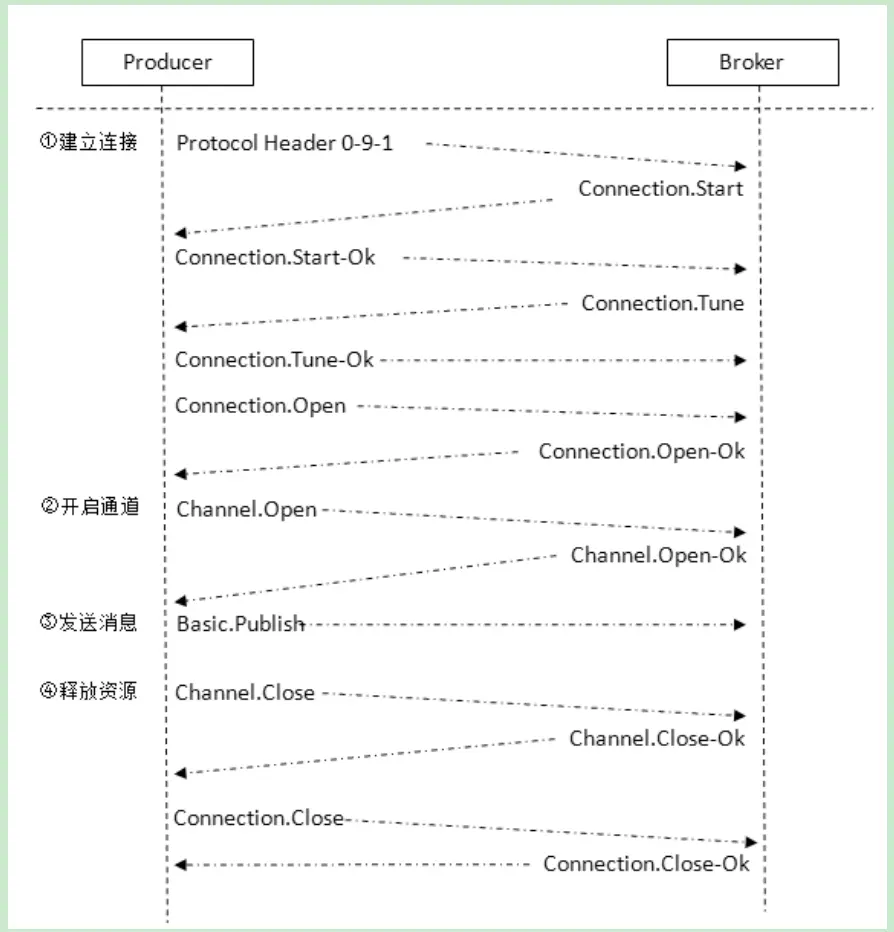 Producer Broker
①建立连接 Protocol Header 0-9-1
Connection.Start
Connection.Start-Ok
Connection.Tune
Connection.Tune-Ok
Connection.Open
Connection.Open-Ok
②开启通道 Channel.Open
Channel.Open-Ok
③发送消息 Basic.Publish
④释放资源 Channel.Close
Channel.Close-Ok
Connection.Close
Connection.Close-Ok